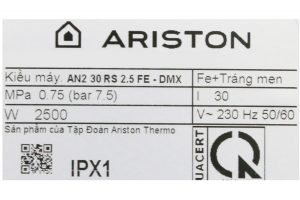 ARISTON
Kiểu máy. AN2 30 RS 2.5 FE - DMX Fe+Tráng men
MPa 0.75 (bar 7.5) l 30
W 2500 V~ 230 Hz 50/60
Sản phẩm của Tập Đoàn Ariston Thermo
IPX1
QUACERT